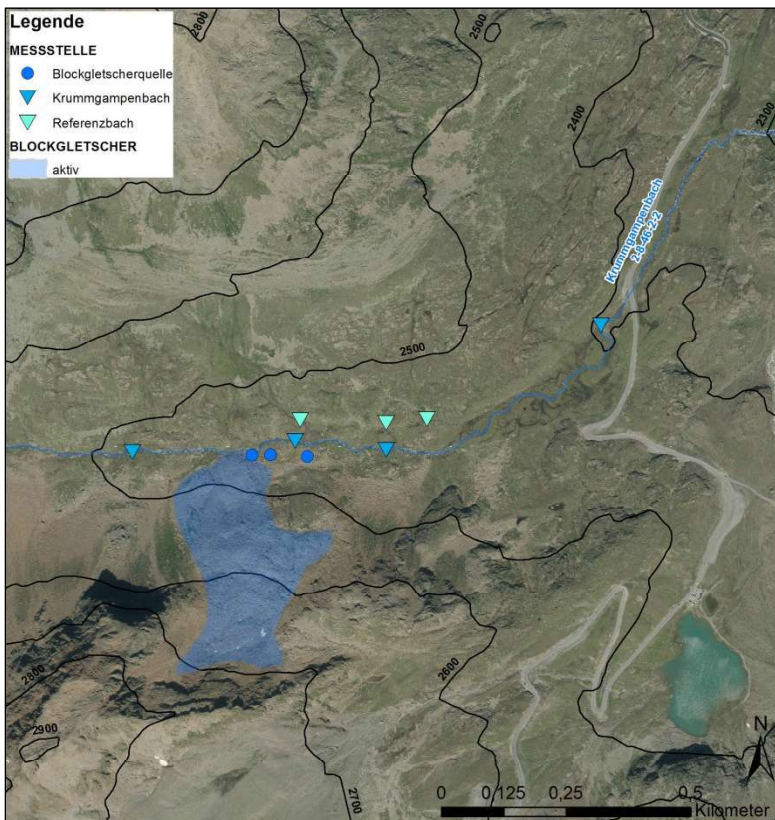 Legende
MESSSTELLE
Blockgletscherquelle
Krummgampenbach
Referenzbach
BLOCKGLETSCHER
aktiv
2800
2500
2400
2300
Krummgampenbach
2-8-46-2-2
2500
2800
2900
2600
2700
N
0 0,125 0,25 0,5
Kilometer